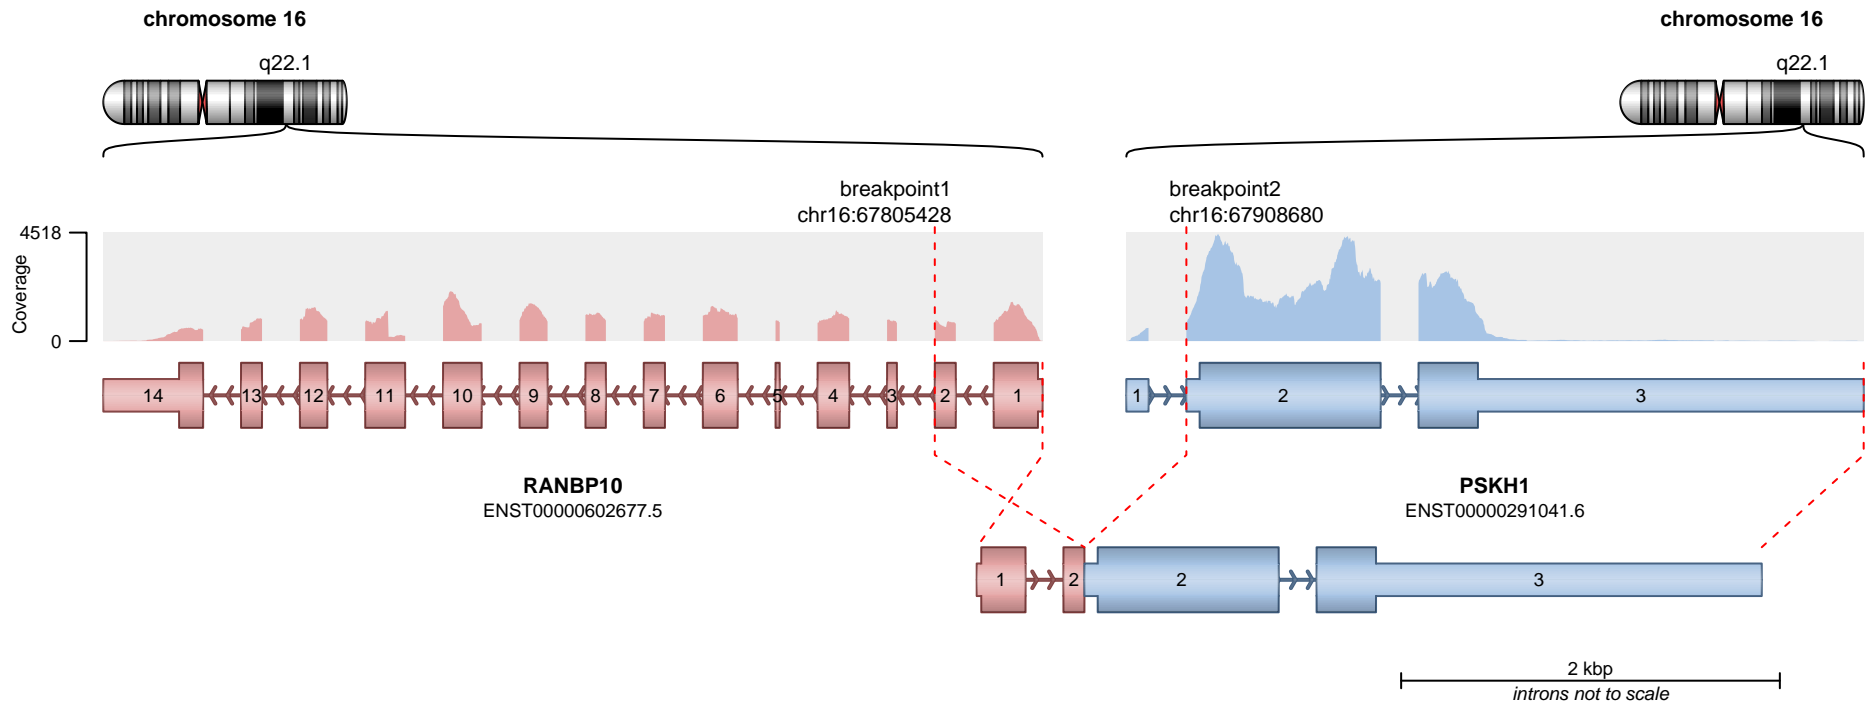 chromosome 16
chromosome 16
q22.1
q22.1
breakpoint1
chr16:67805428
breakpoint2
chr16:67908680
4518
Coverage
0
14 13 12 11 10 9 8 7 6 5 4 3 2 1
1 2 3
RANBP10
ENST00000602677.5
PSKH1
ENST00000291041.6
1 2 2 3
2 kbp
introns not to scale